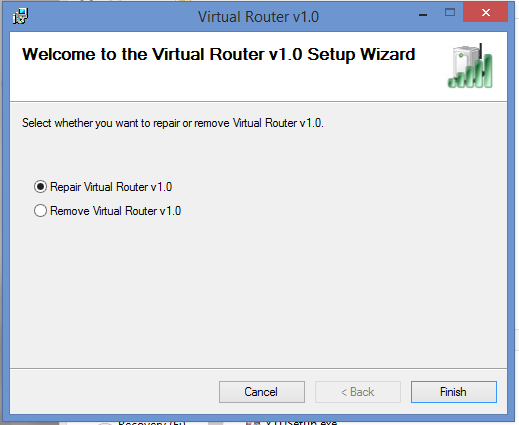 Virtual Router v1.0
Welcome to the Virtual Router v1.0 Setup Wizard
Select whether you want to repair or remove Virtual Router v1.0.
Repair Virtual Router v1.0
Remove Virtual Router v1.0
Cancel
< Back
Finish